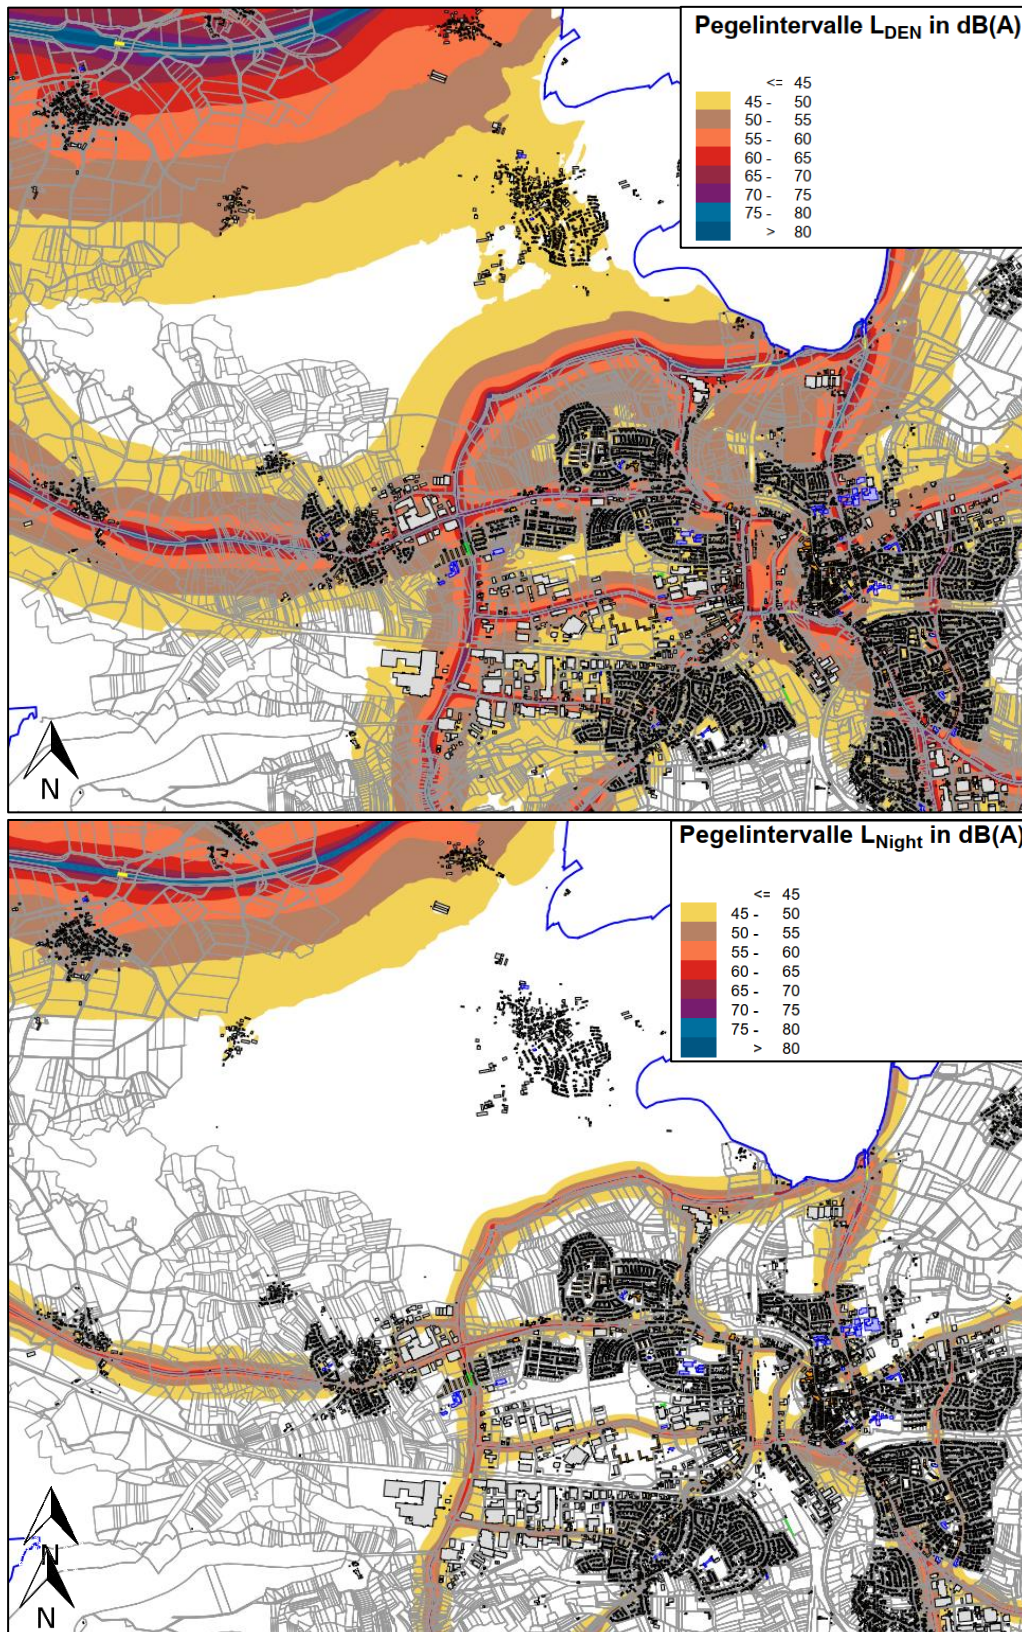 Pegelintervalle L_DEN in dB(A)
<= 45
45 - 50
50 - 55
55 - 60
60 - 65
65 - 70
70 - 75
75 - 80
> 80
N
Pegelintervalle L_Night in dB(A)
<= 45
45 - 50
50 - 55
55 - 60
60 - 65
65 - 70
70 - 75
75 - 80
> 80
N
N